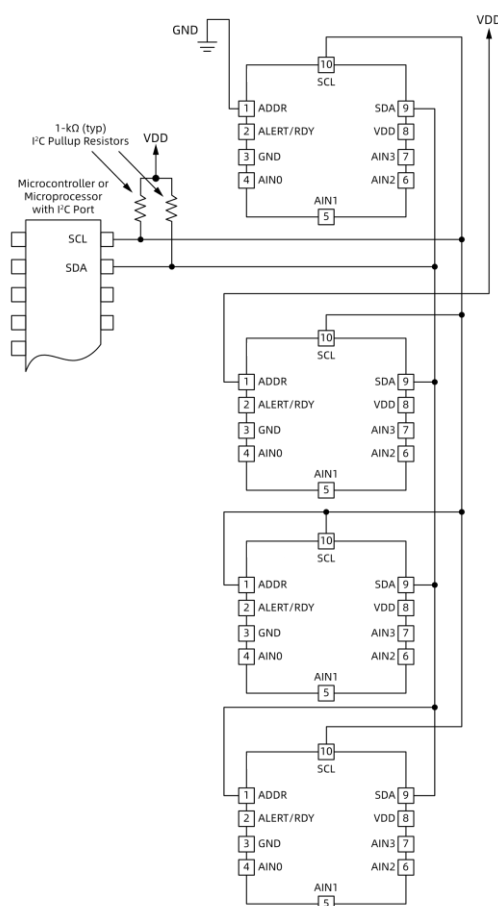 VDD
GND
10
SCL
1 ADDR SDA 9
2 ALERT/RDY VDD 8
3 GND AIN3 7
4 AIN0 AIN2 6
AIN1
5
1-kΩ (typ)
I²C Pullup Resistors
VDD
Microcontroller or
Microprocessor
with I²C Port
SCL
SDA
10
SCL
1 ADDR SDA 9
2 ALERT/RDY VDD 8
3 GND AIN3 7
4 AIN0 AIN2 6
AIN1
5
10
SCL
1 ADDR SDA 9
2 ALERT/RDY VDD 8
3 GND AIN3 7
4 AIN0 AIN2 6
AIN1
5
10
SCL
1 ADDR SDA 9
2 ALERT/RDY VDD 8
3 GND AIN3 7
4 AIN0 AIN2 6
AIN1
5